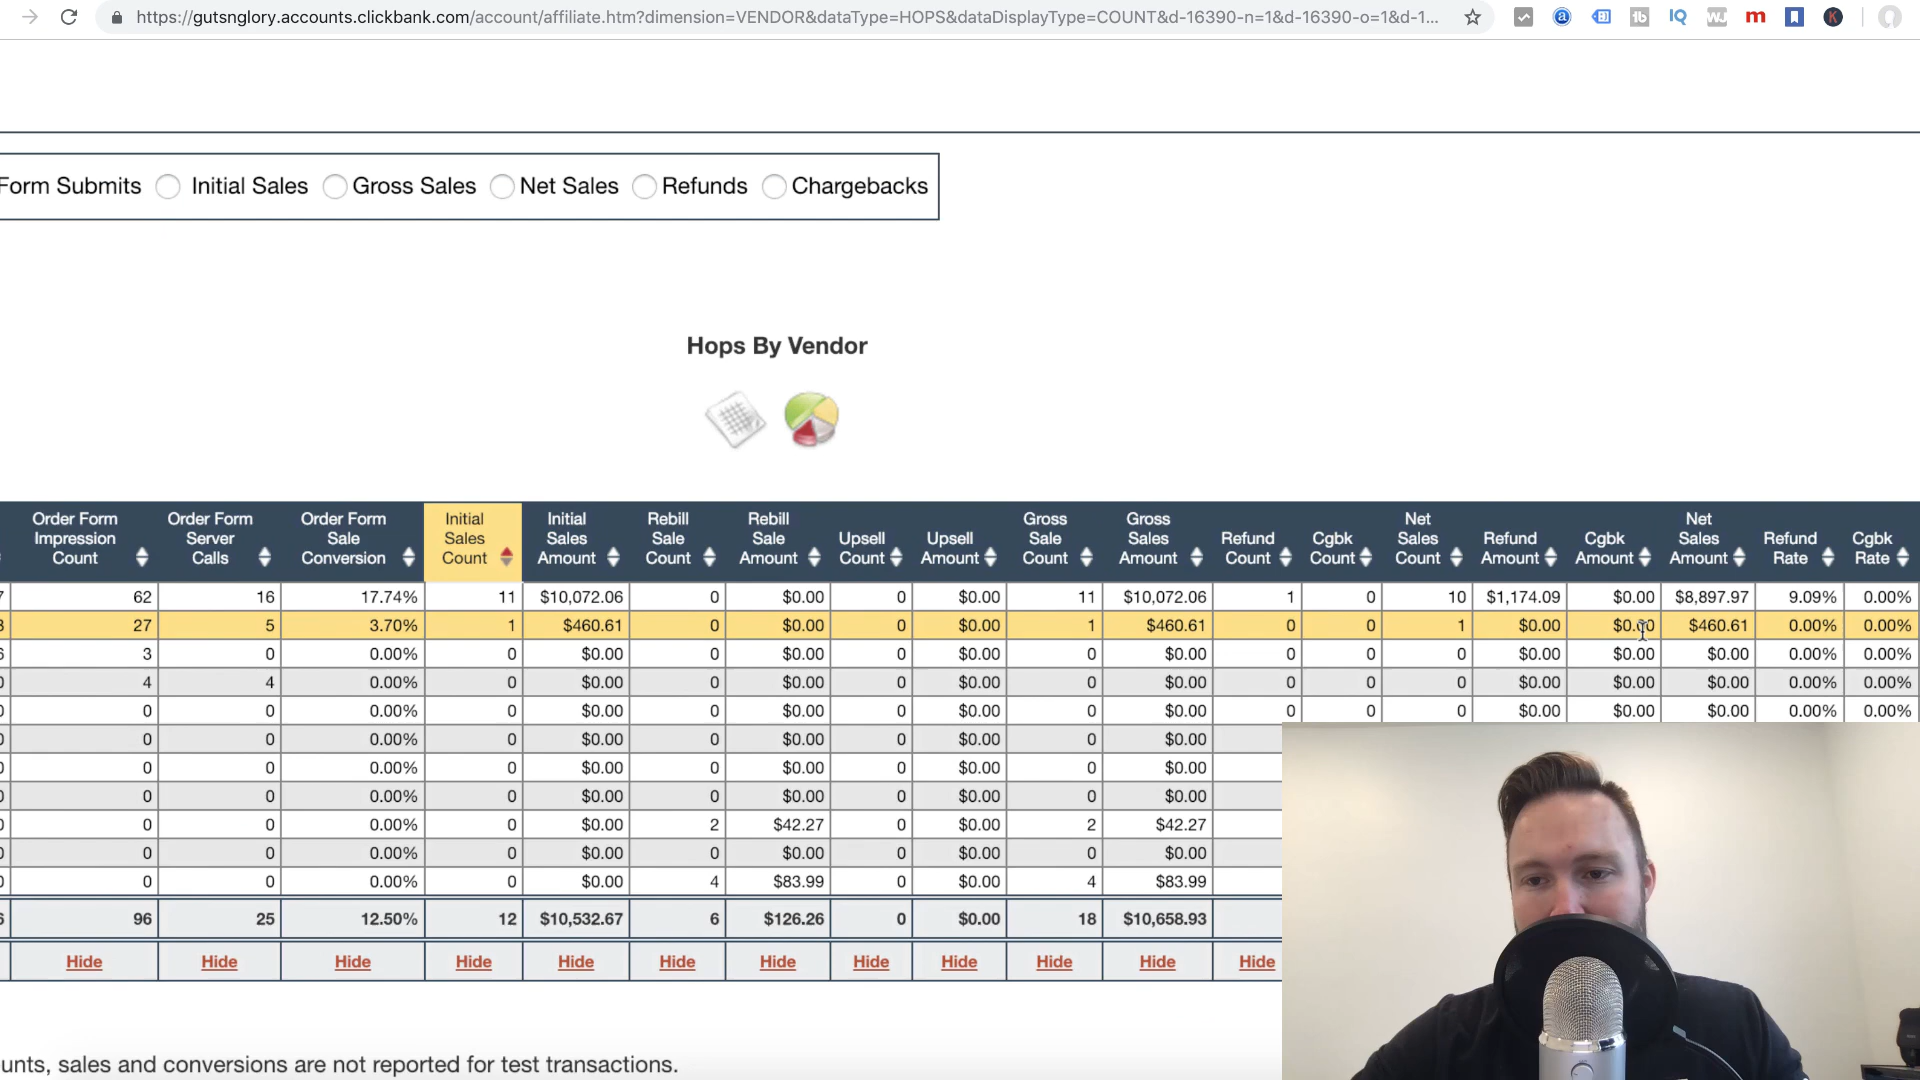 https://gutsnglory.accounts.clickbank.com/account/affiliate.htm?dimension=VENDOR&dataType=HOPS&dataDisplayType=COUNT&d-16390-n=1&d-16390-o=1&d-1...
Form Submits Initial Sales Gross Sales Net Sales Refunds Chargebacks
Hops By Vendor
Order Form Impression Count Order Form Server Calls Order Form Sale Conversion Initial Sales Count Initial Sales Amount Rebill Sale Count Rebill Sale Amount Upsell Count Upsell Amount Gross Sale Count Gross Sales Amount Refund Count Cgbk Count Net Sales Count Refund Amount Cgbk Amount Net Sales Amount Refund Rate Cgbk Rate
62 16 17.74% 11 $10,072.06 0 $0.00 0 $0.00 11 $10,072.06 1 0 10 $1,174.09 $0.00 $8,897.97 9.09% 0.00%
27 5 3.70% 1 $460.61 0 $0.00 0 $0.00 1 $460.61 0 0 1 $0.00 $0.00 $460.61 0.00% 0.00%
3 0 0.00% 0 $0.00 0 $0.00 0 $0.00 0 $0.00 0 0 0 $0.00 $0.00 $0.00 0.00% 0.00%
4 4 0.00% 0 $0.00 0 $0.00 0 $0.00 0 $0.00 0 0 0 $0.00 $0.00 $0.00 0.00% 0.00%
0 0 0.00% 0 $0.00 0 $0.00 0 $0.00 0 $0.00 0 0 0 $0.00 $0.00 $0.00 0.00% 0.00%
0 0 0.00% 0 $0.00 0 $0.00 0 $0.00 0 $0.00
0 0 0.00% 0 $0.00 0 $0.00 0 $0.00 0 $0.00
0 0 0.00% 0 $0.00 0 $0.00 0 $0.00 0 $0.00
0 0 0.00% 0 $0.00 2 $42.27 0 $0.00 2 $42.27
0 0 0.00% 0 $0.00 0 $0.00 0 $0.00 0 $0.00
0 0 0.00% 0 $0.00 4 $83.99 0 $0.00 4 $83.99
96 25 12.50% 12 $10,532.67 6 $126.26 0 $0.00 18 $10,658.93
Hide Hide Hide Hide Hide Hide Hide Hide Hide Hide Hide Hide
unts, sales and conversions are not reported for test transactions.